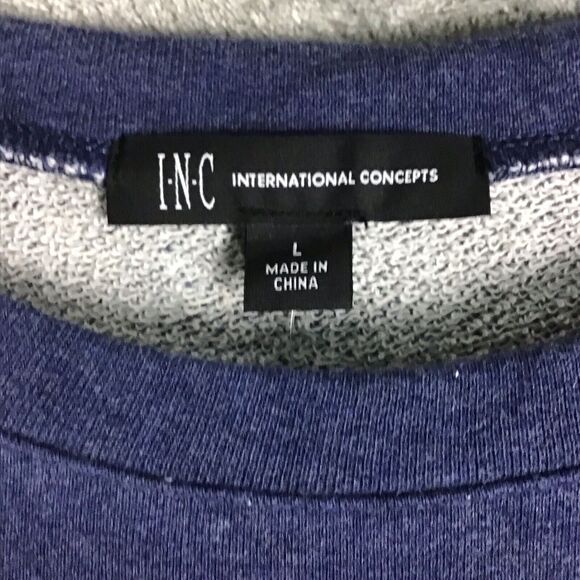 I·N·C INTERNATIONAL CONCEPTS
L
MADE IN
CHINA